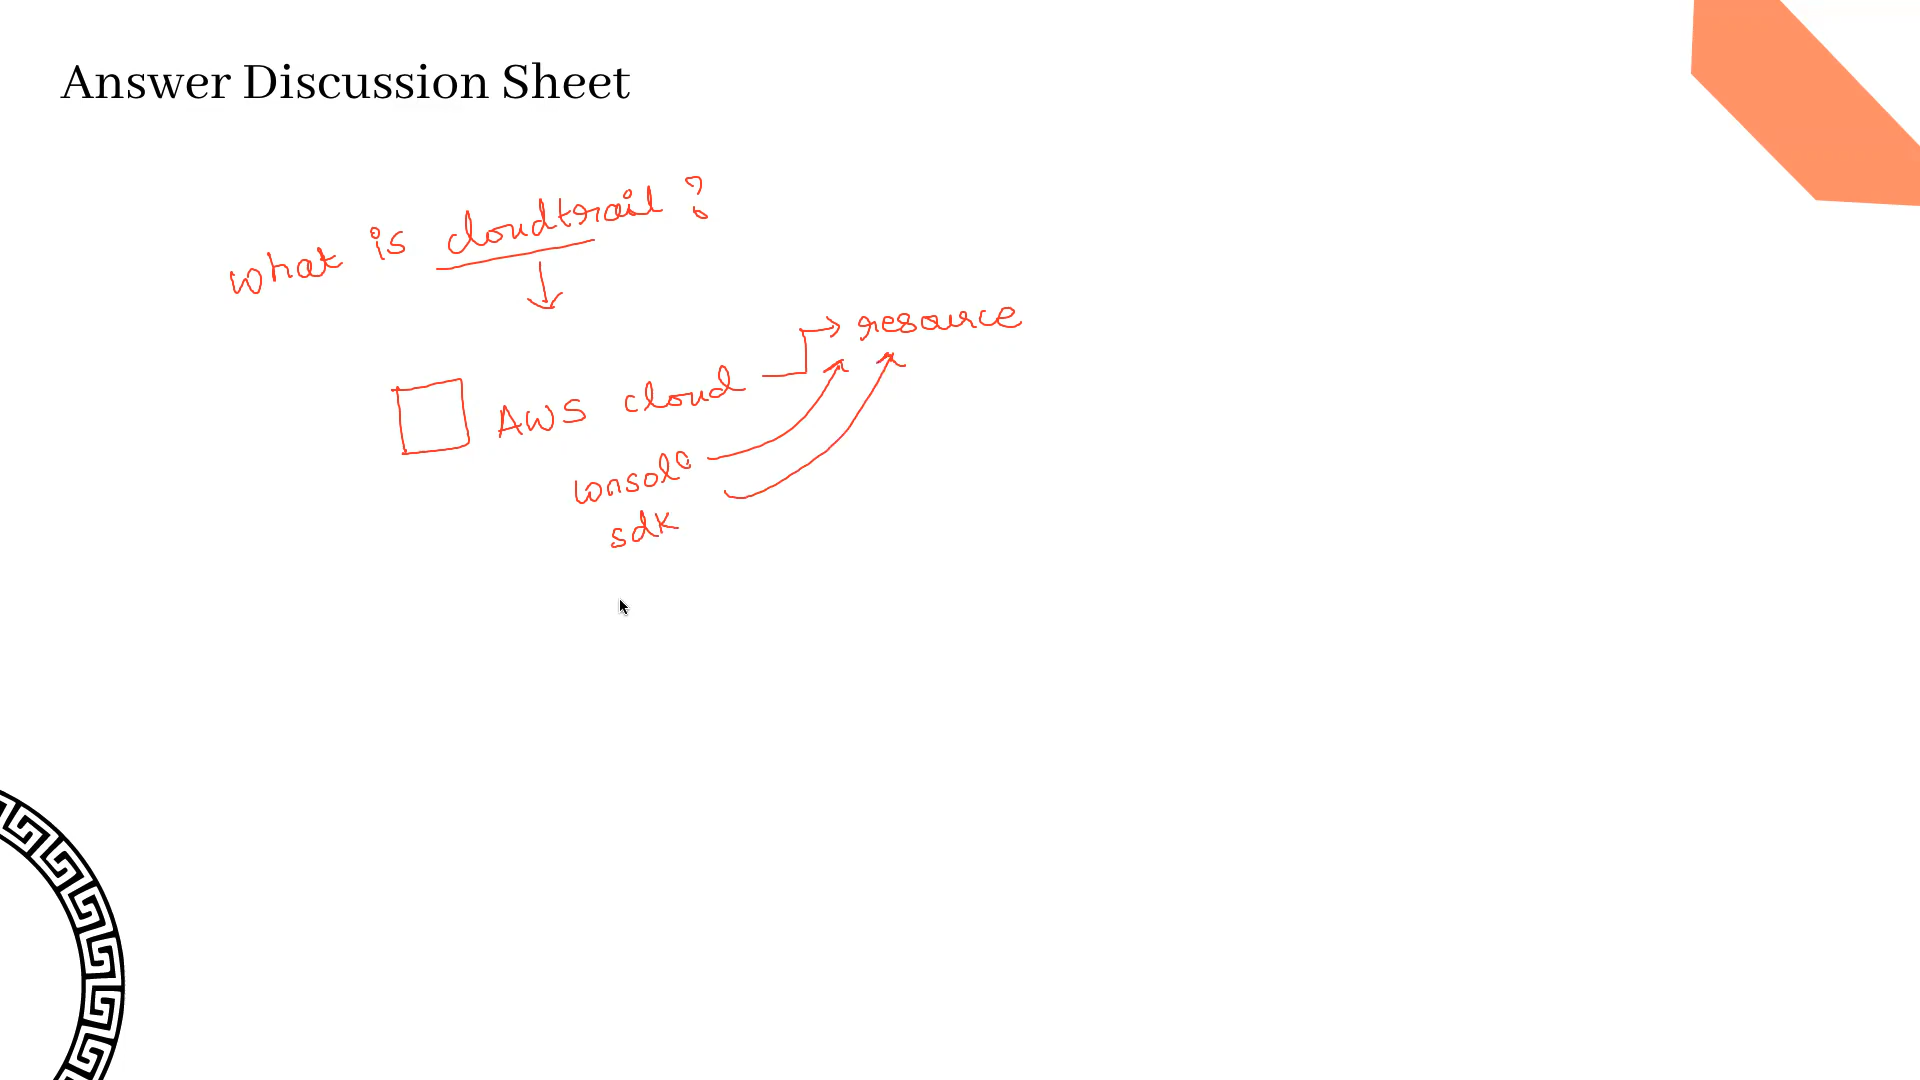 Answer Discussion Sheet
what is cloudtrail ?
resource
AWS cloud
console
sdk